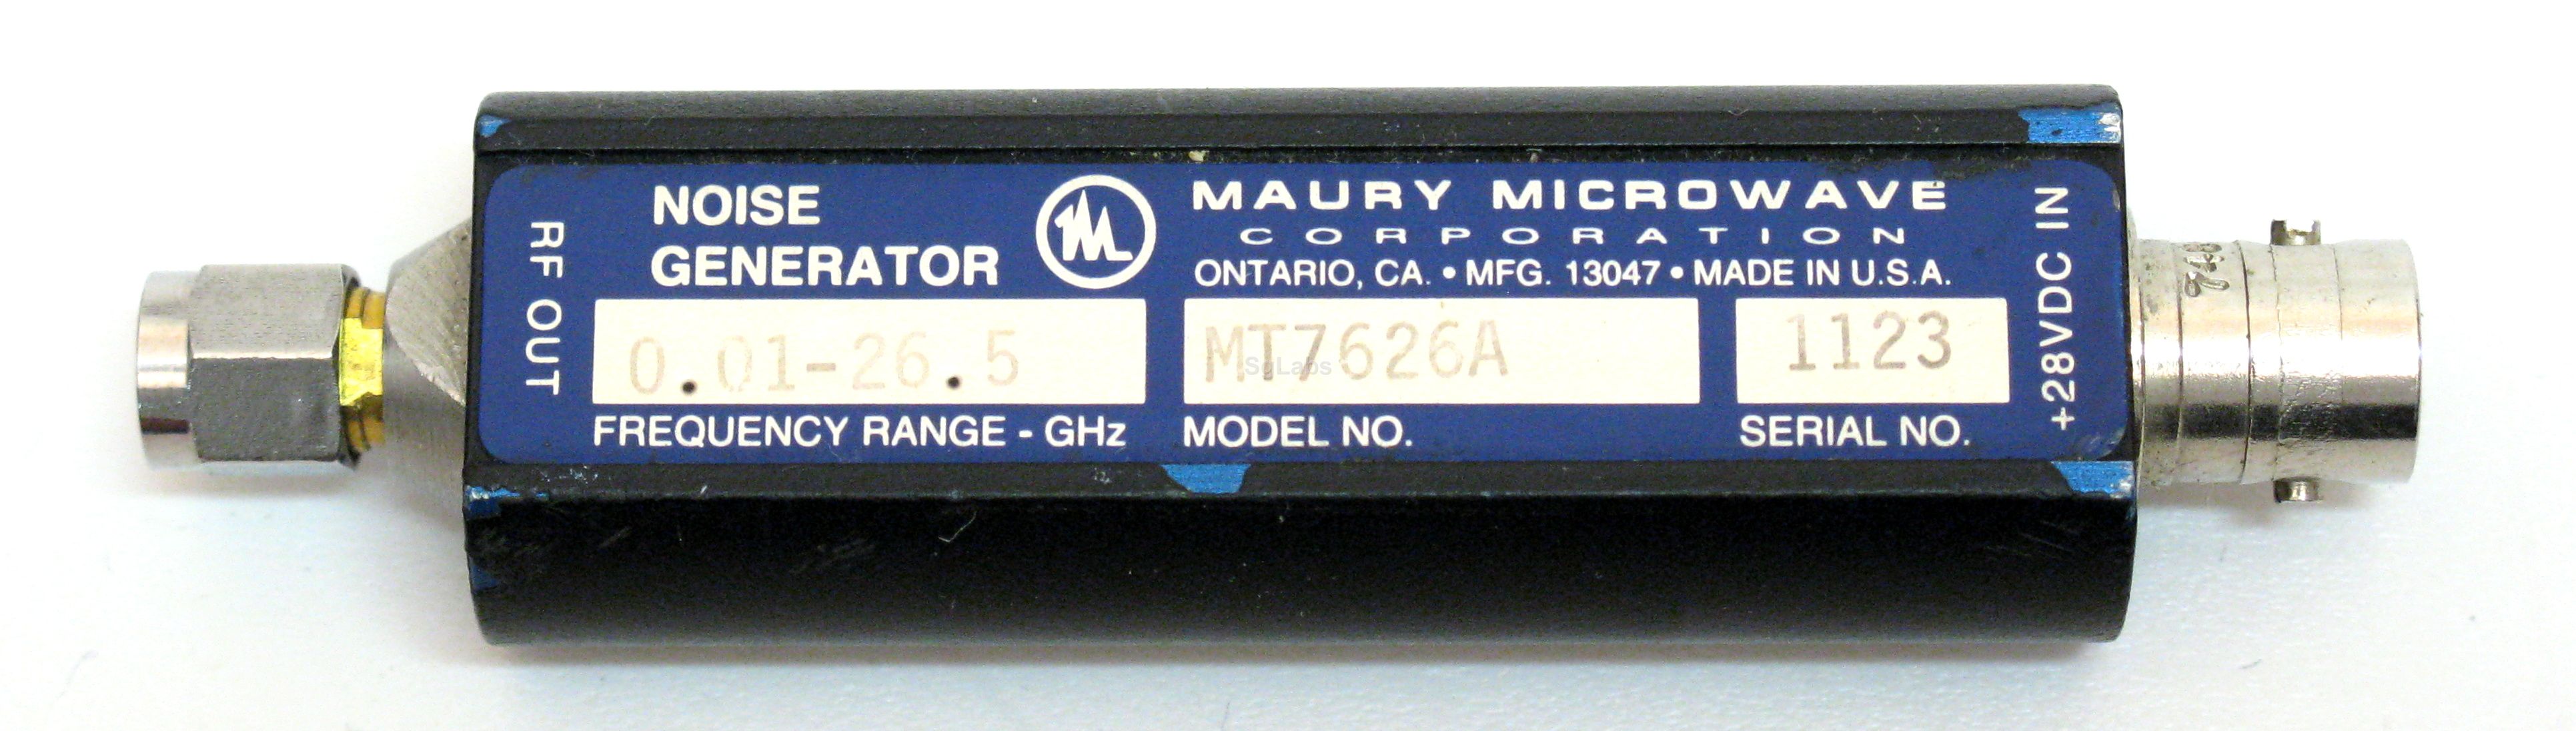 RF OUT
NOISE
GENERATOR
MAURY MICROWAVE
CORPORATION
ONTARIO, CA. • MFG. 13047 • MADE IN U.S.A.
0.01-26.5
FREQUENCY RANGE - GHz
MT7626A
SgLabs
MODEL NO.
1123
SERIAL NO.
+28VDC IN